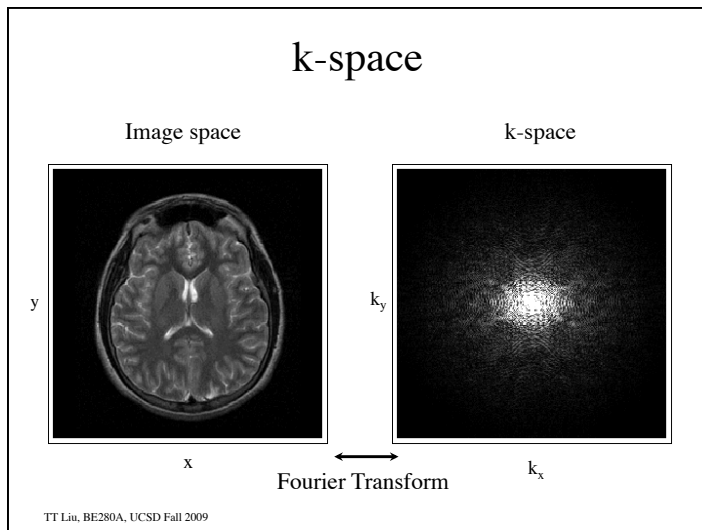 k-space
Image space
k-space
y
k_y
x
k_x
Fourier Transform
TT Liu, BE280A, UCSD Fall 2009